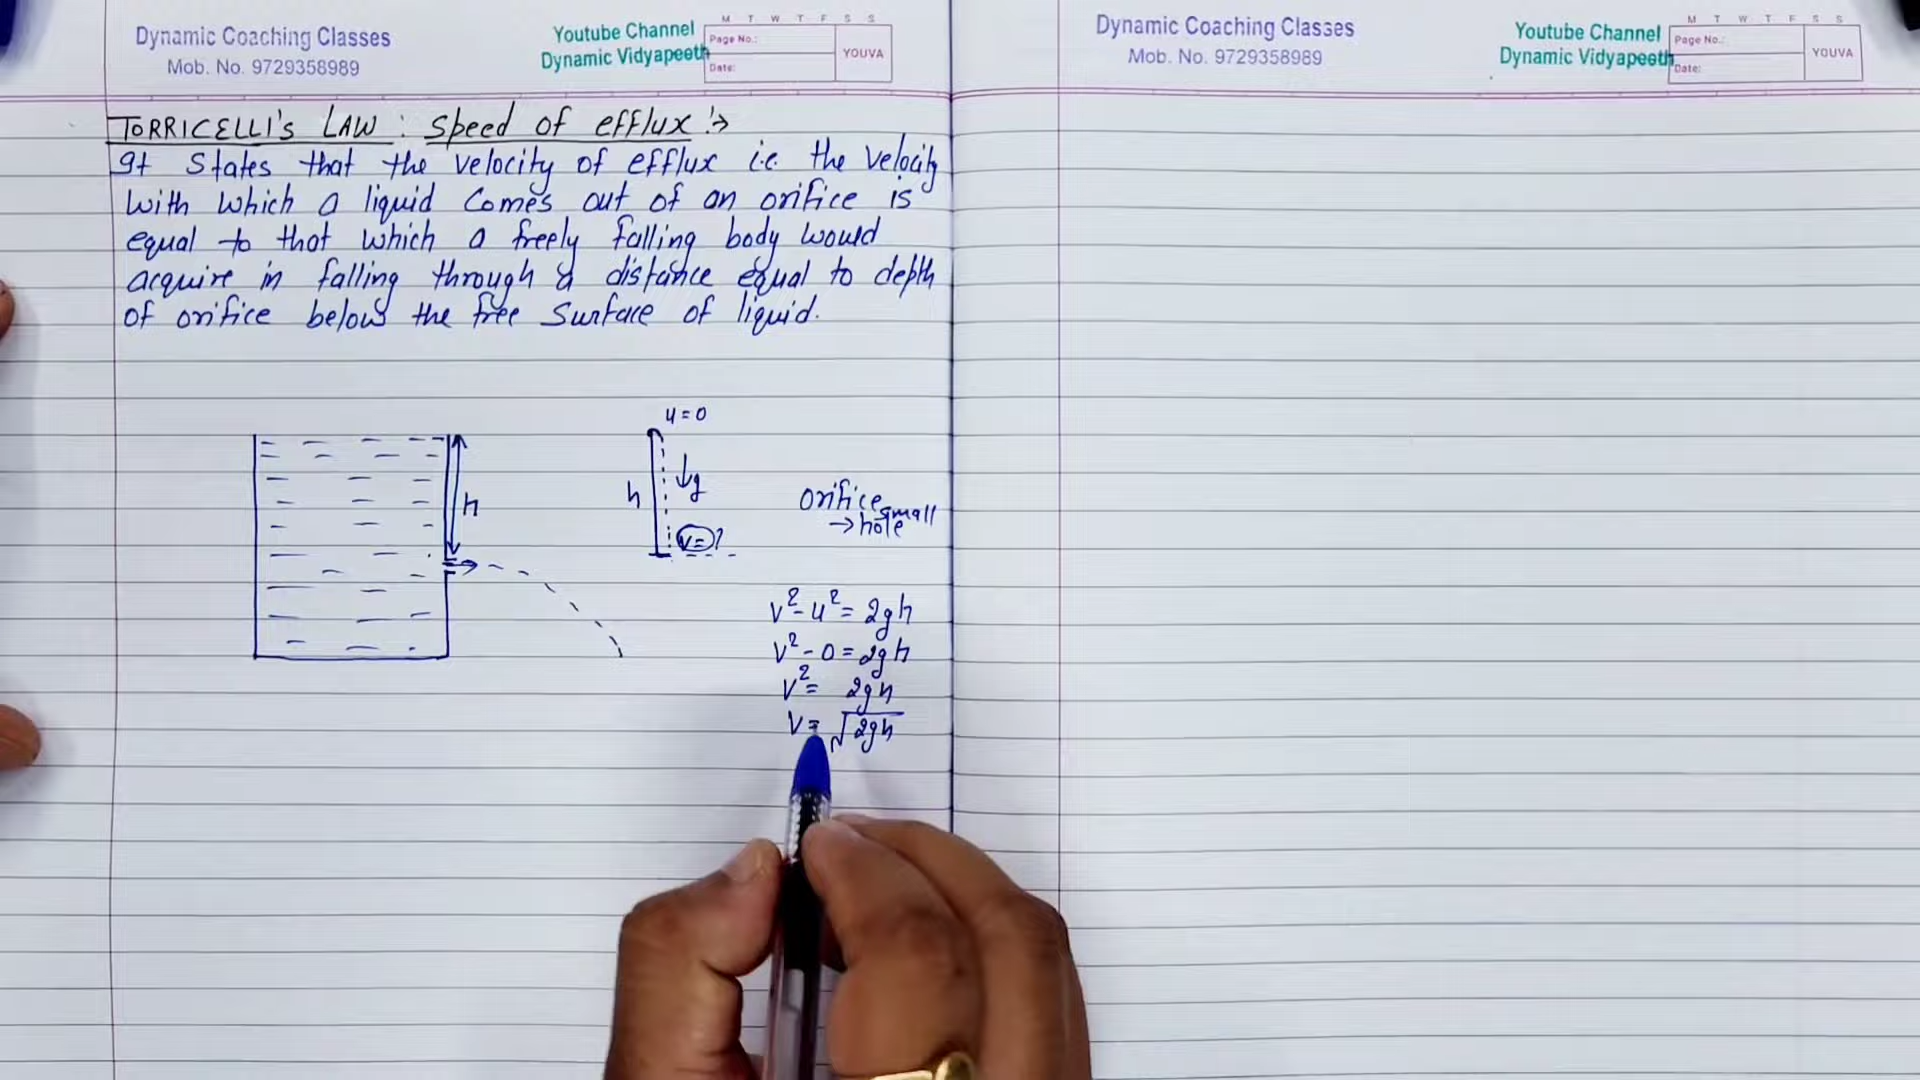 Dynamic Coaching Classes
Mob. No. 9729358989
Youtube Channel
Dynamic Vidyapeeth
M T W T F S S
Page No.:
Date:
YOUVA
TORRICELLI's LAW : Speed of efflux :→
It states that the velocity of efflux i.e. the velocity
with which a liquid comes out of an orifice is
equal to that which a freely falling body would
acquire in falling through a distance equal to depth
of orifice below the free surface of liquid.
h
u = 0
↓g
h
v = ?
Orifice
→ small hole
v² - u² = 2gh
v² - 0 = 2gh
v² = 2gh
v = √2gh
Dynamic Coaching Classes
Mob. No. 9729358989
Youtube Channel
Dynamic Vidyapeeth
M T W T F S S
Page No.:
Date:
YOUVA